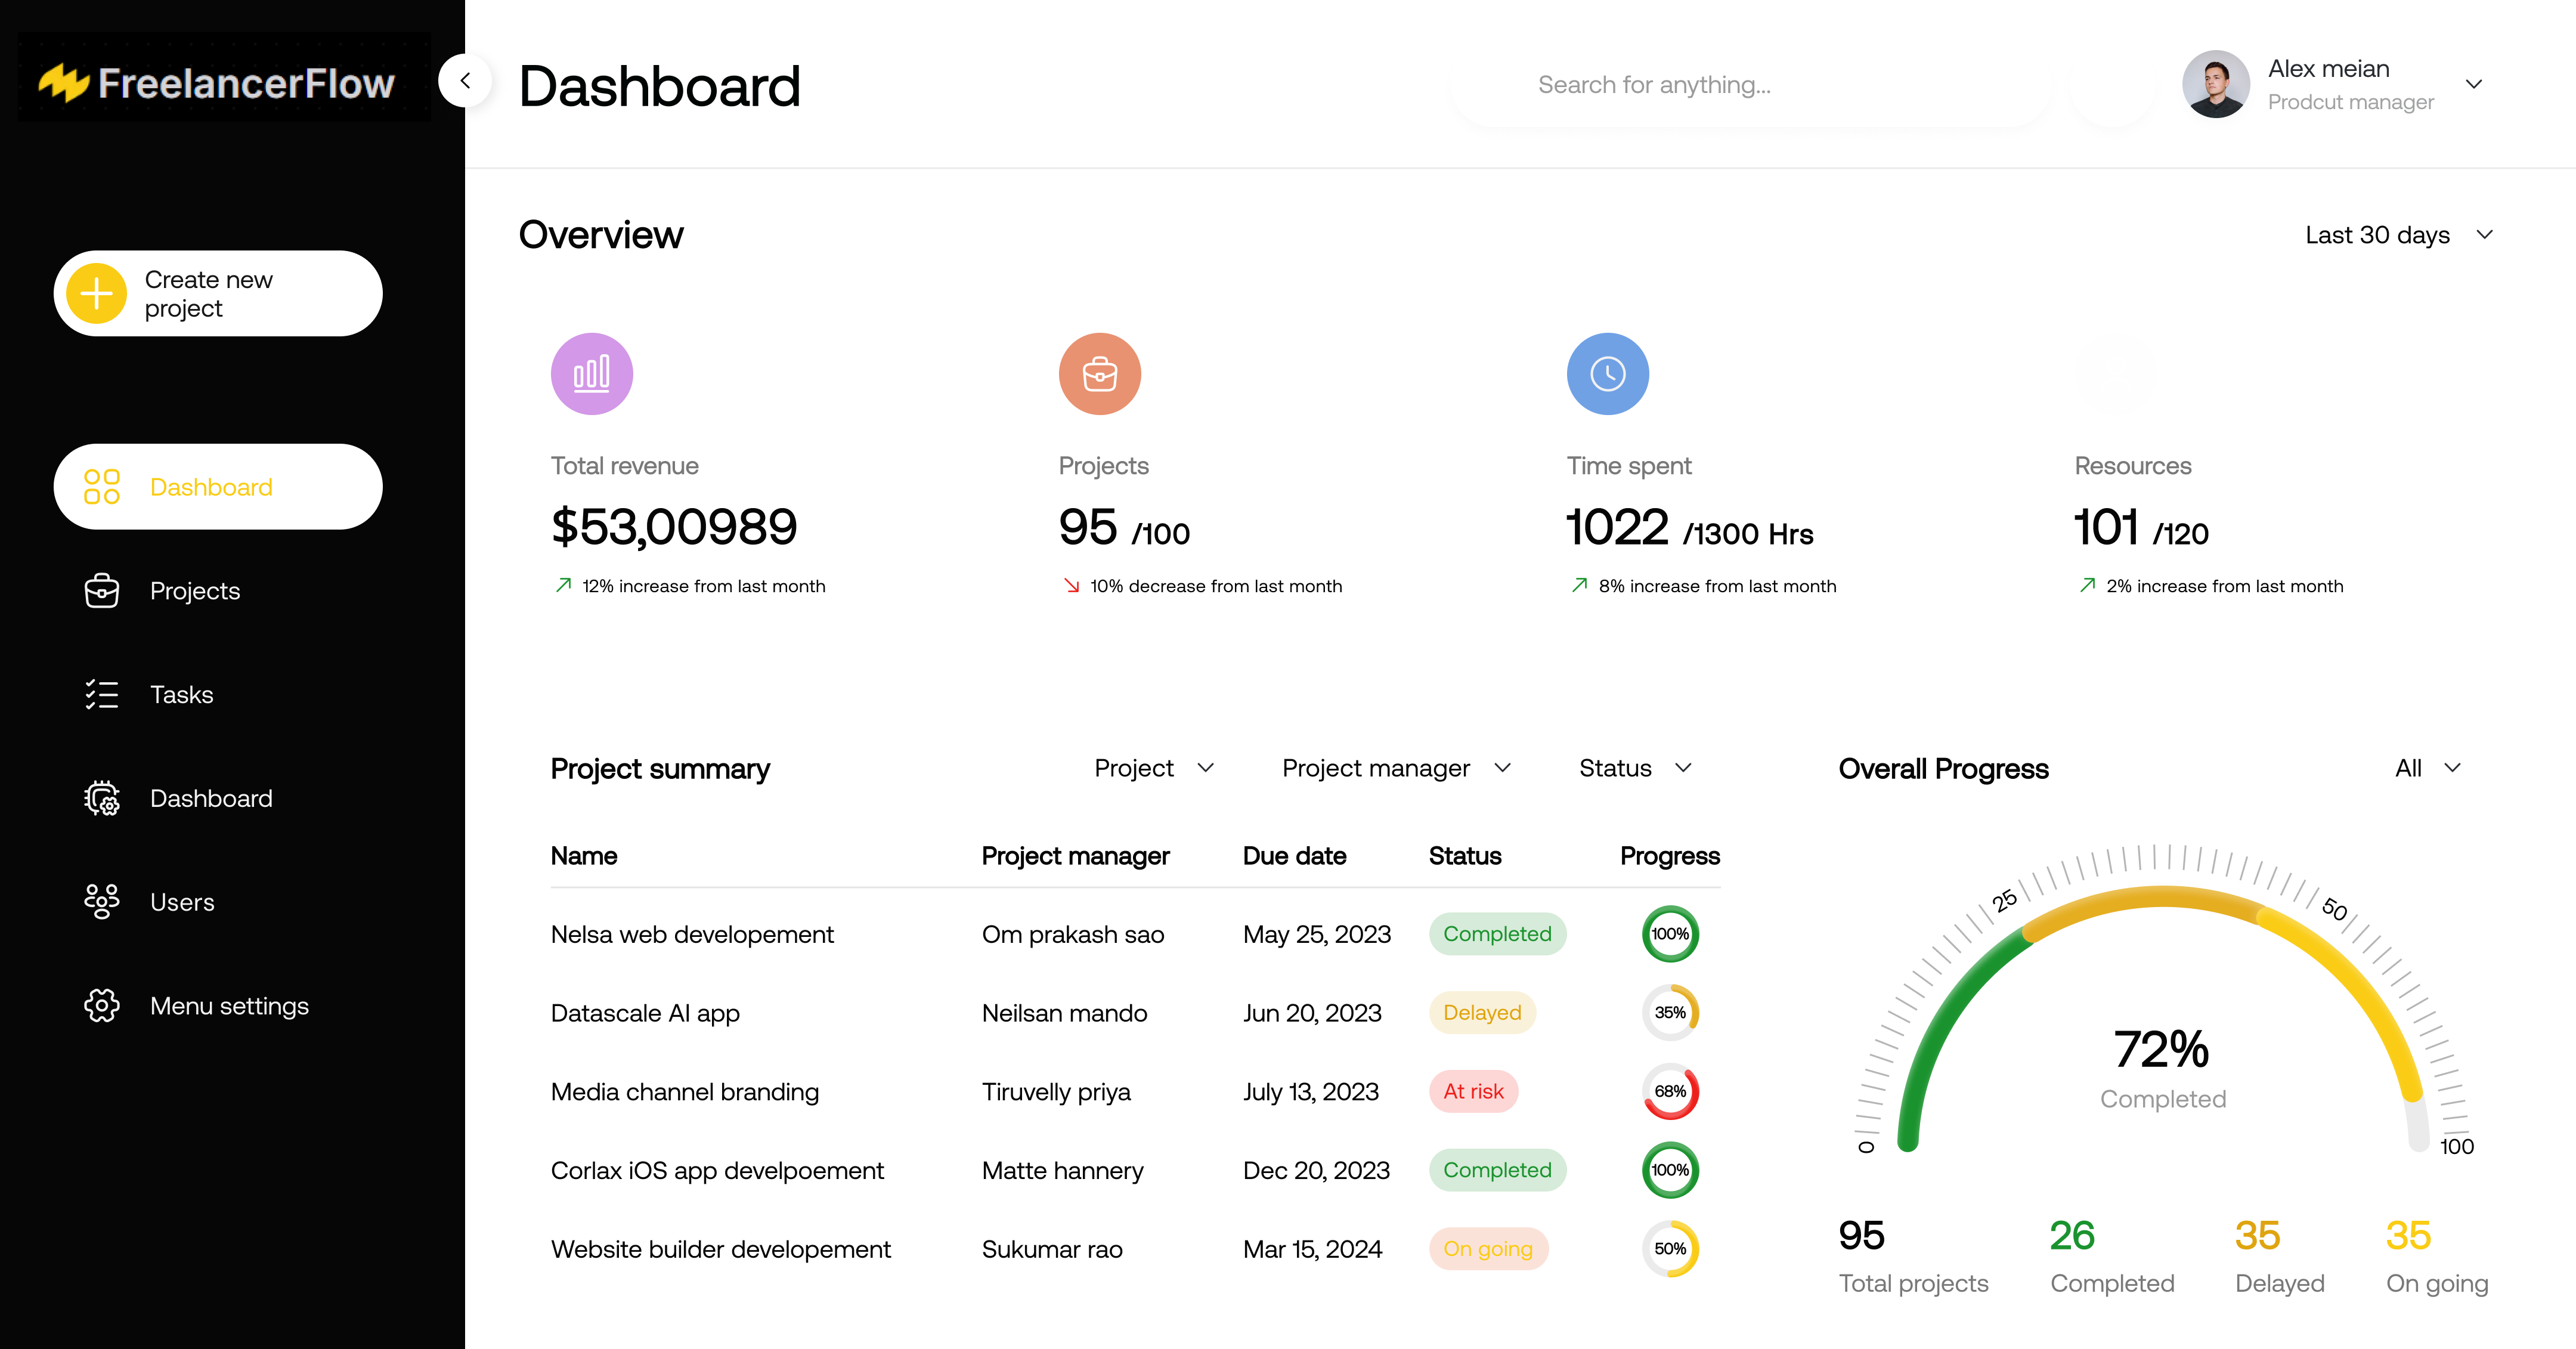 FreelancerFlow
Dashboard
Search for anything...
Alex meian
Prodcut manager
Create new
project
Dashboard
Projects
Tasks
Dashboard
Users
Menu settings
Overview
Last 30 days
Total revenue
$53,00989
12% increase from last month
Projects
95 /100
10% decrease from last month
Time spent
1022 /1300 Hrs
8% increase from last month
Resources
101 /120
2% increase from last month
Project summary
Project
Project manager
Status
Name Project manager Due date Status Progress
Nelsa web developement Om prakash sao May 25, 2023 Completed 100%
Datascale AI app Neilsan mando Jun 20, 2023 Delayed 35%
Media channel branding Tiruvelly priya July 13, 2023 At risk 68%
Corlax iOS app develpoement Matte hannery Dec 20, 2023 Completed 100%
Website builder developement Sukumar rao Mar 15, 2024 On going 50%
Overall Progress
All
0
25
50
100
72%
Completed
95 26 35 35
Total projects Completed Delayed On going